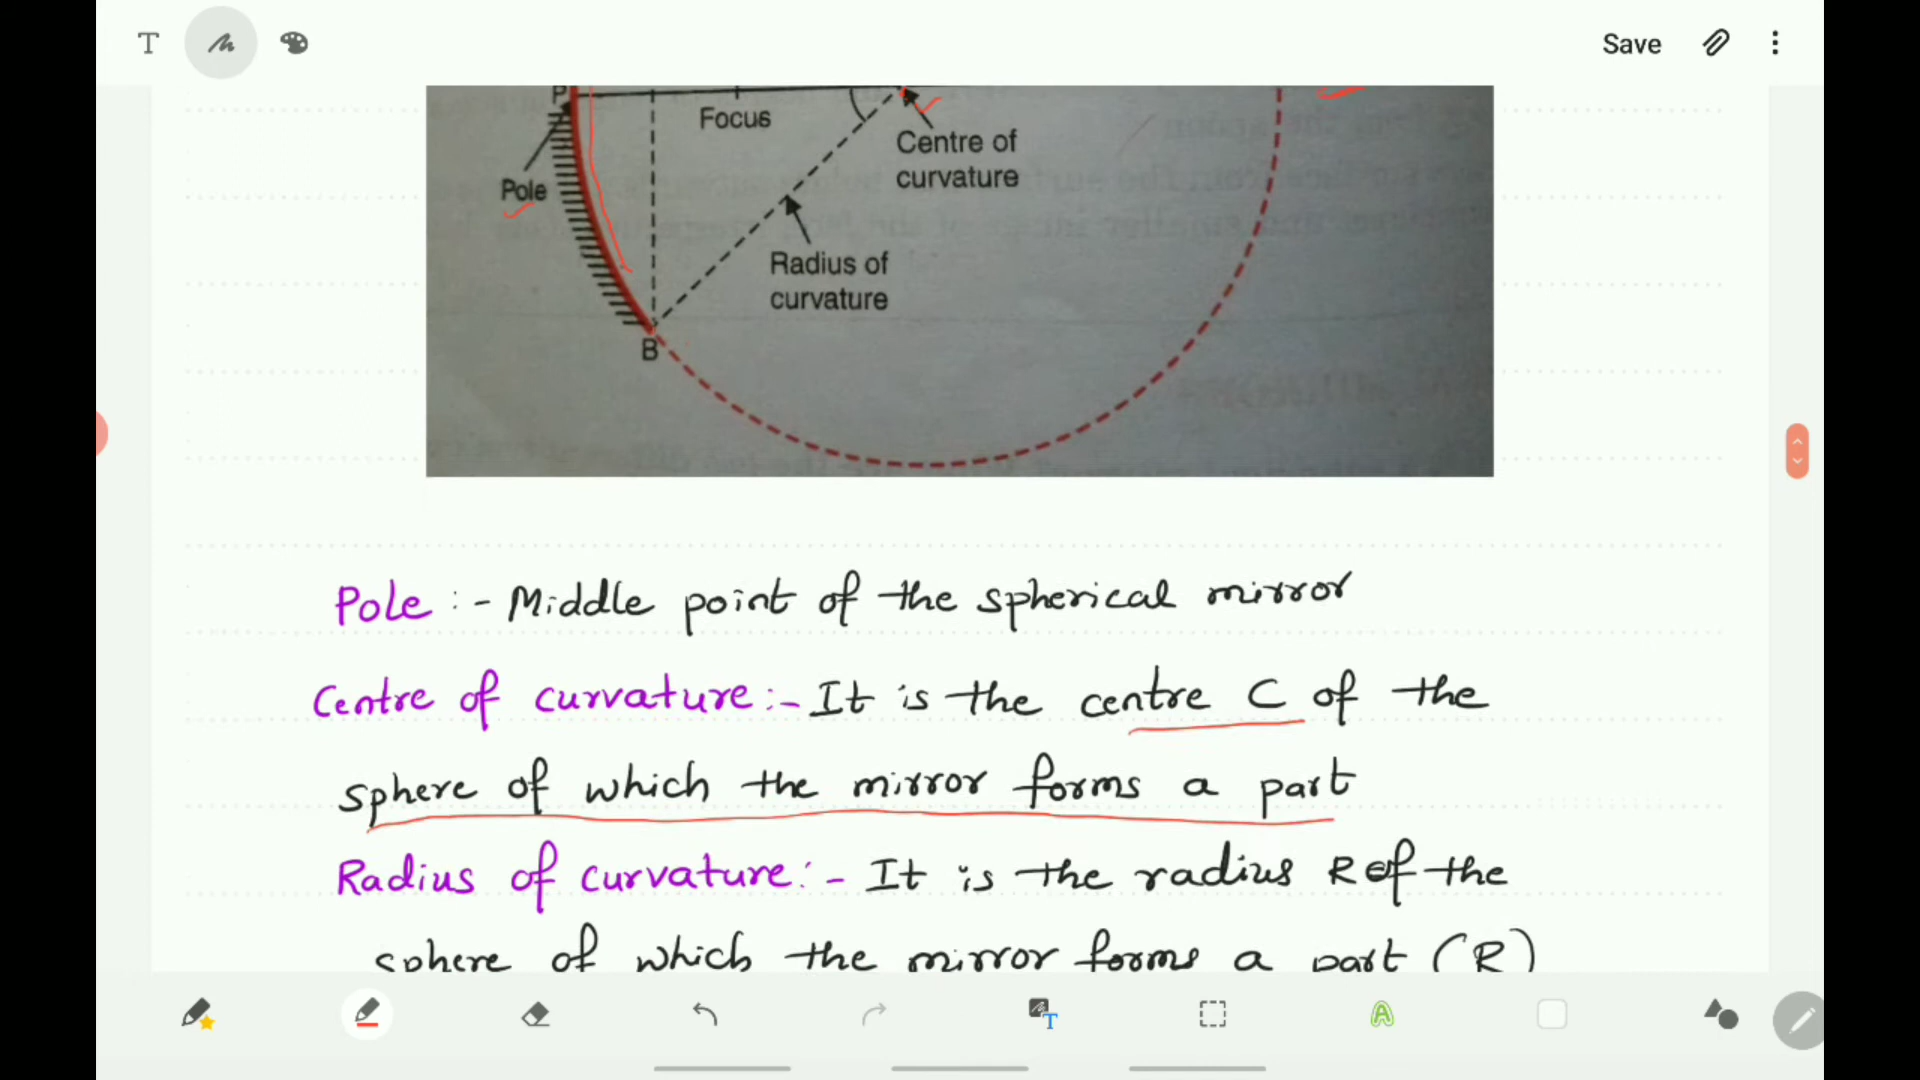 T
Save
P
Focus
Centre of
curvature
Pole
Radius of
curvature
B
Pole :- Middle point of the spherical mirror
Centre of curvature :- It is the centre C of the
sphere of which the mirror forms a part
Radius of curvature :- It is the radius R of the
sphere of which the mirror forms a part (R)
T
A